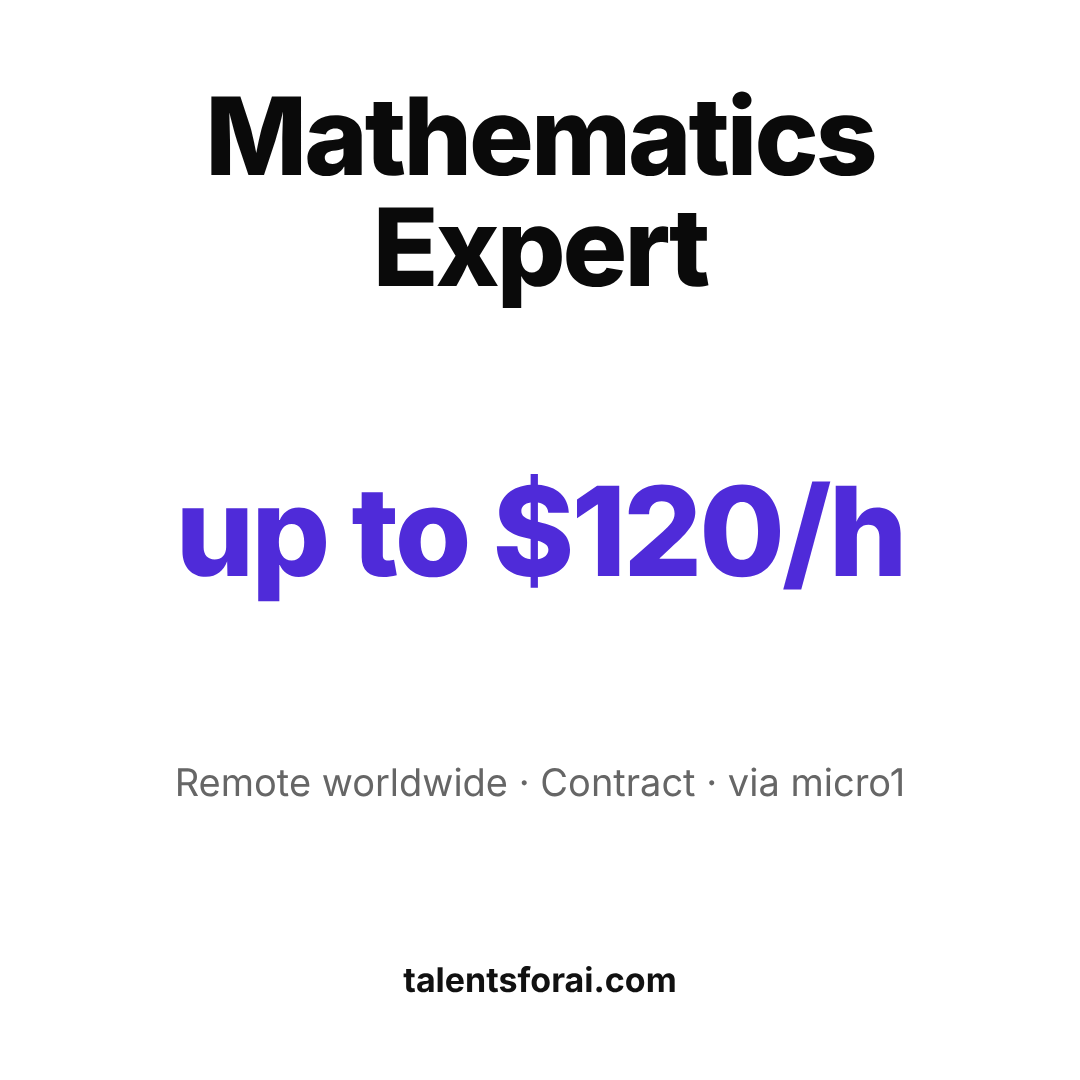 Mathematics
Expert
up to $120/h
Remote worldwide · Contract · via micro1
talentsforai.com